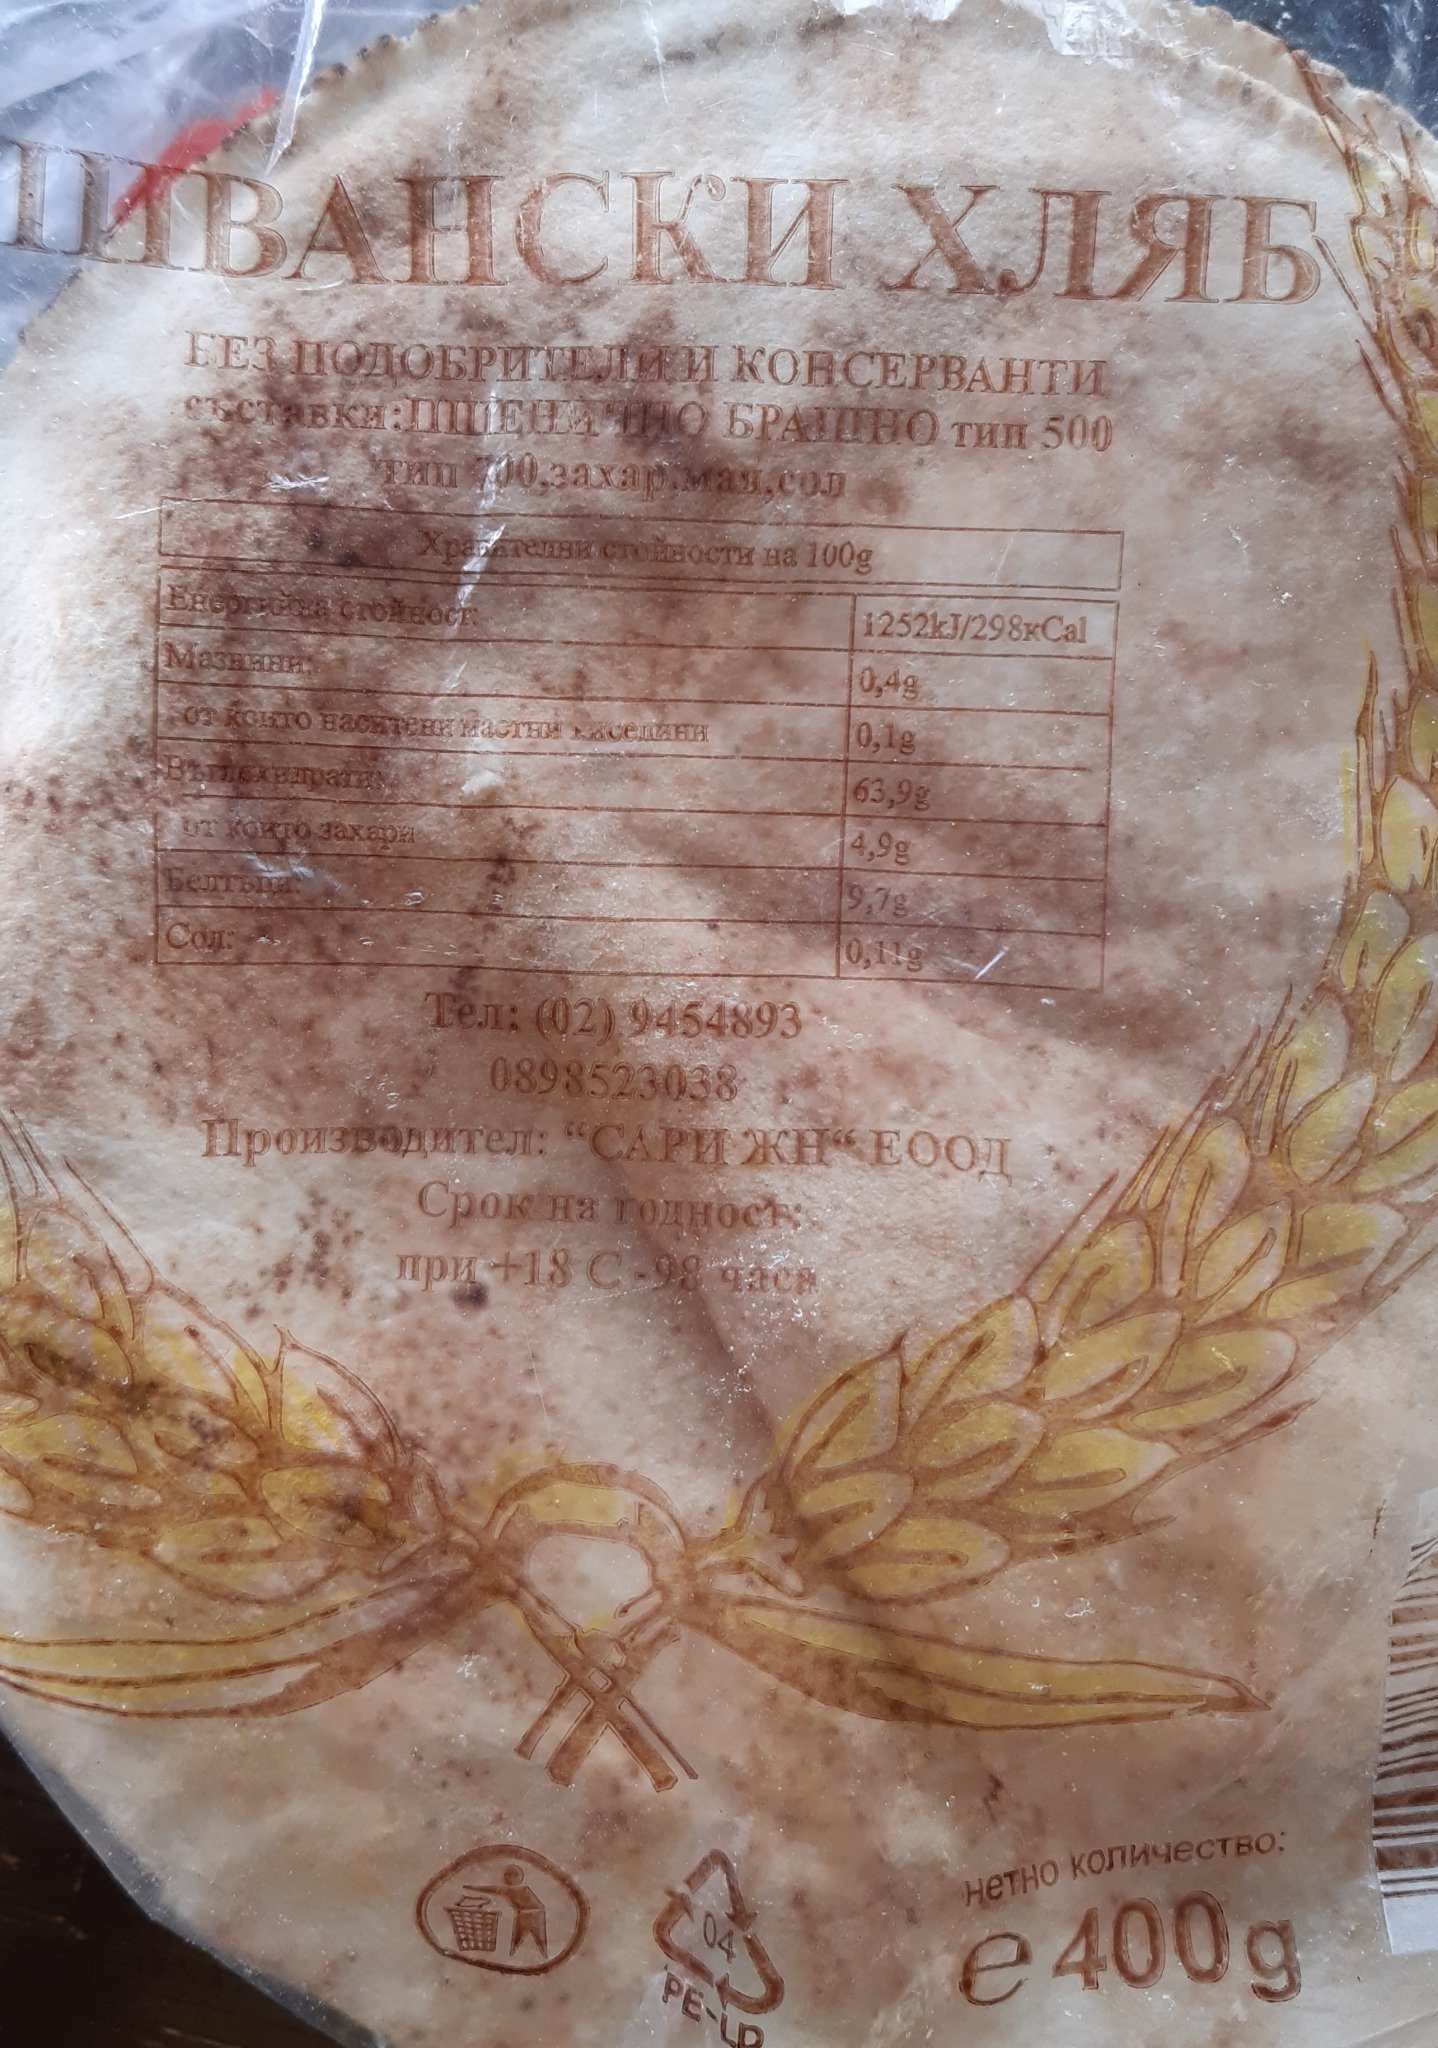 ХЛЯБ
БЕЗ ПОДОБРИТЕЛИ И КОНСЕРВАНТИ
съставки:ПШЕНИЧНО БРАШНО тип 500
тип 700,захар,мая,сол
Хранителни стойности на 100g
Енергийна стойност: 1252kJ/298кCal
Мазнини: 0,4g
от които наситени мастни киселини 0,1g
Въглехидрати: 63,9g
от които захари 4,9g
Белтъци: 9,7g
Сол: 0,11g
Тел: (02) 9454893
0898523038
Производител: “САРИ ЖН“ ЕООД
Срок на годност:
при +18 С -98 часа
нетно количество:
e 400g
04
PE-LD